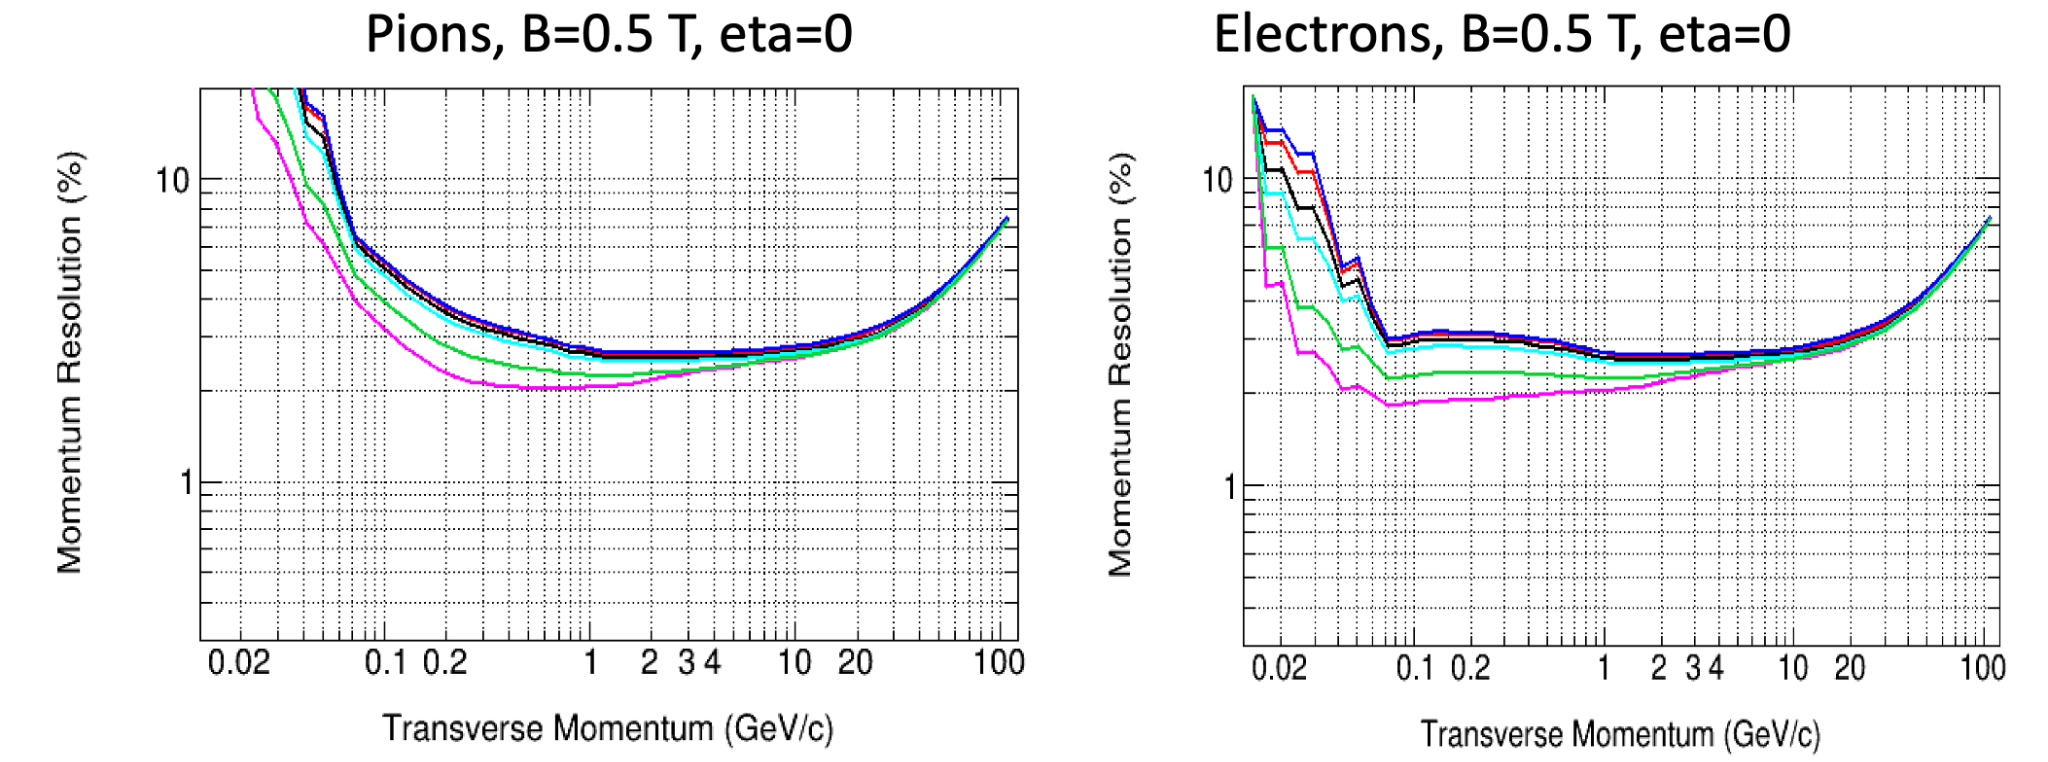 Pions, B=0.5 T, eta=0
Momentum Resolution (%)
10
1
0.02 0.1 0.2 1 2 3 4 10 20 100
Transverse Momentum (GeV/c)
Electrons, B=0.5 T, eta=0
Momentum Resolution (%)
10
1
0.02 0.1 0.2 1 2 3 4 10 20 100
Transverse Momentum (GeV/c)